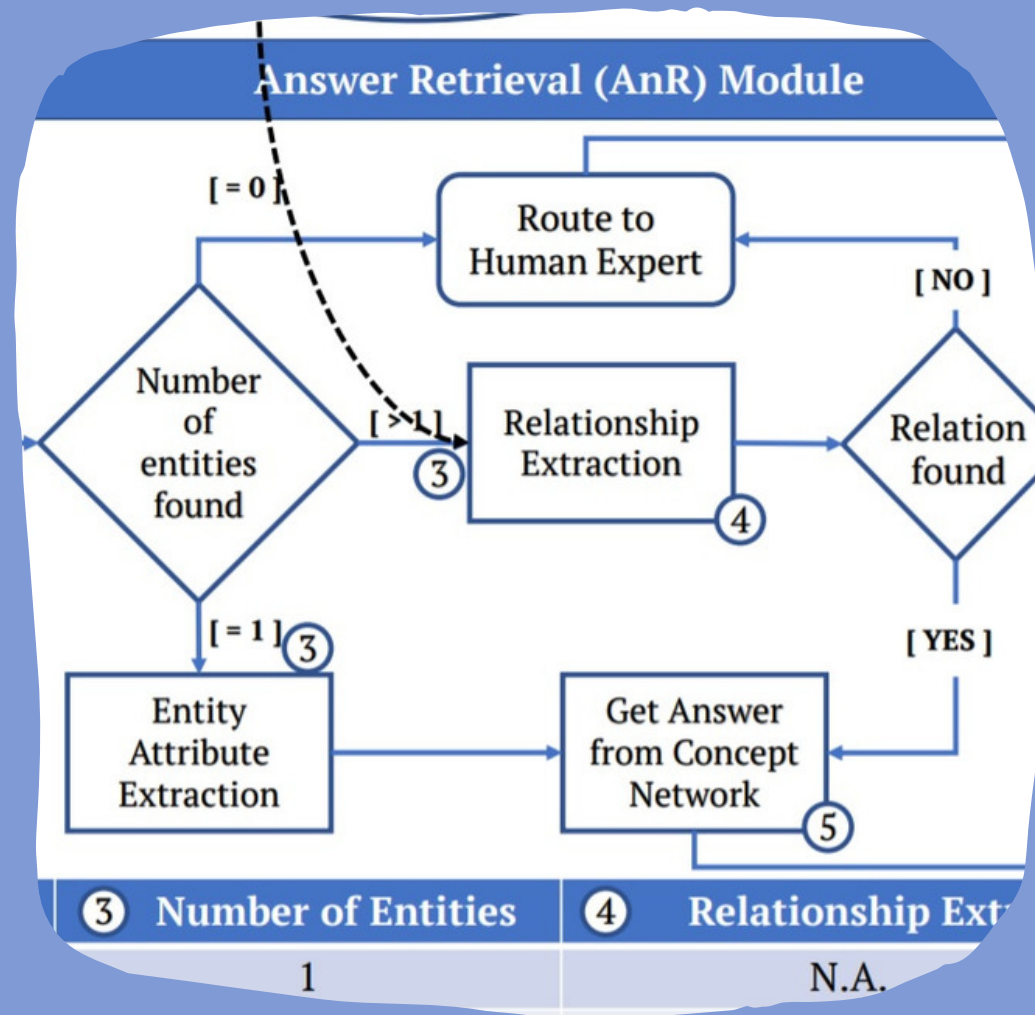 Answer Retrieval (AnR) Module
[ = 0 ]
Route to
Human Expert
[ NO ]
Number
of
entities
found
[ > 1 ]
3
Relationship
Extraction
4
Relation
found
[ = 1 ]
3
[ YES ]
Entity
Attribute
Extraction
Get Answer
from Concept
Network
5
3 Number of Entities
4 Relationship
1
N.A.